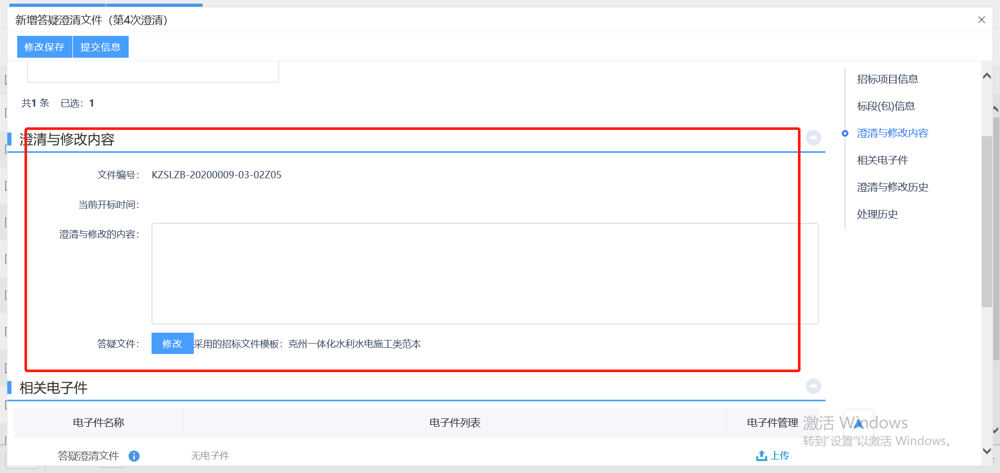 新增答疑澄清文件（第4次澄清）
修改保存 提交信息
共1 条 已选：1
澄清与修改内容
文件编号： KZSLZB-20200009-03-02Z05
当前开标时间：
澄清与修改的内容：
答疑文件： 修改 采用的招标文件模板：克州一体化水利水电施工类范本
相关电子件
电子件名称 电子件列表 电子件管理
答疑澄清文件 无电子件 上传
招标项目信息
标段(包)信息
澄清与修改内容
相关电子件
澄清与修改历史
处理历史
激活 Windows
转到“设置”以激活 Windows。